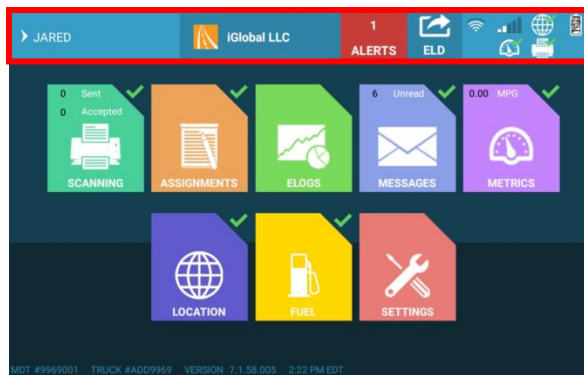 JARED
iGlobal LLC
1
ALERTS
ELD
0 Sent
0 Accepted
SCANNING
ASSIGNMENTS
ELOGS
6 Unread
MESSAGES
0.00 MPG
METRICS
LOCATION
FUEL
SETTINGS
MDT #9969001 TRUCK #ADD9969 VERSION 7.1.58.005 2:22 PM EDT